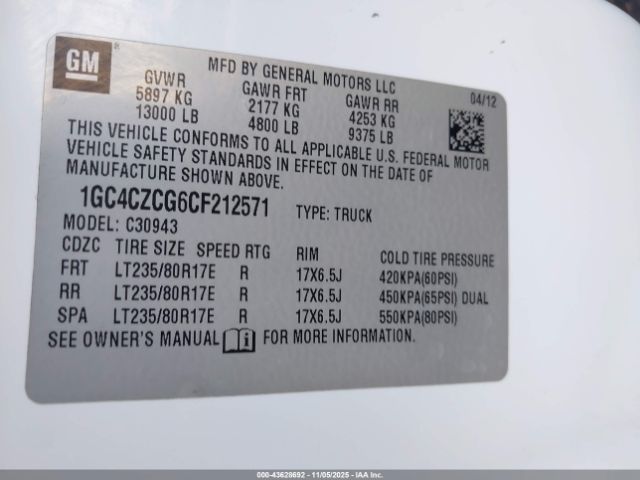 GM ®
MFD BY GENERAL MOTORS LLC
GVWR GAWR FRT GAWR RR 04/12
5897 KG 2177 KG 4253 KG
13000 LB 4800 LB 9375 LB
THIS VEHICLE CONFORMS TO ALL APPLICABLE U.S. FEDERAL MOTOR
VEHICLE SAFETY STANDARDS IN EFFECT ON THE DATE OF
MANUFACTURE SHOWN ABOVE.
1GC4CZCG6CF212571 TYPE: TRUCK
MODEL: C30943
CDZC TIRE SIZE SPEED RTG RIM COLD TIRE PRESSURE
FRT LT235/80R17E R 17X6.5J 420KPA(60PSI)
RR LT235/80R17E R 17X6.5J 450KPA(65PSI) DUAL
SPA LT235/80R17E R 17X6.5J 550KPA(80PSI)
SEE OWNER'S MANUAL FOR MORE INFORMATION.
000-43628692 - 11/05/2025 - IAAI.COM